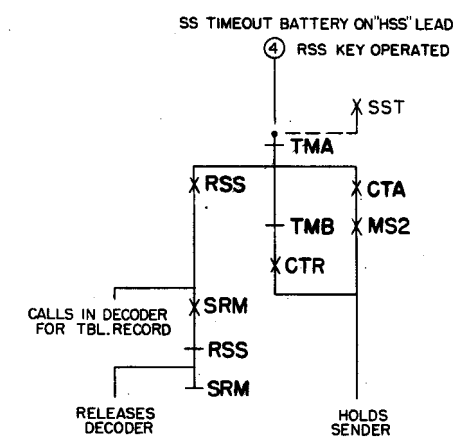 SS TIMEOUT BATTERY ON "HSS" LEAD
4 RSS KEY OPERATED
SST
TMA
RSS
CTA
TMB
MS2
CTR
CALLS IN DECODER
FOR TBL. RECORD
SRM
RSS
SRM
RELEASES
DECODER
HOLDS
SENDER